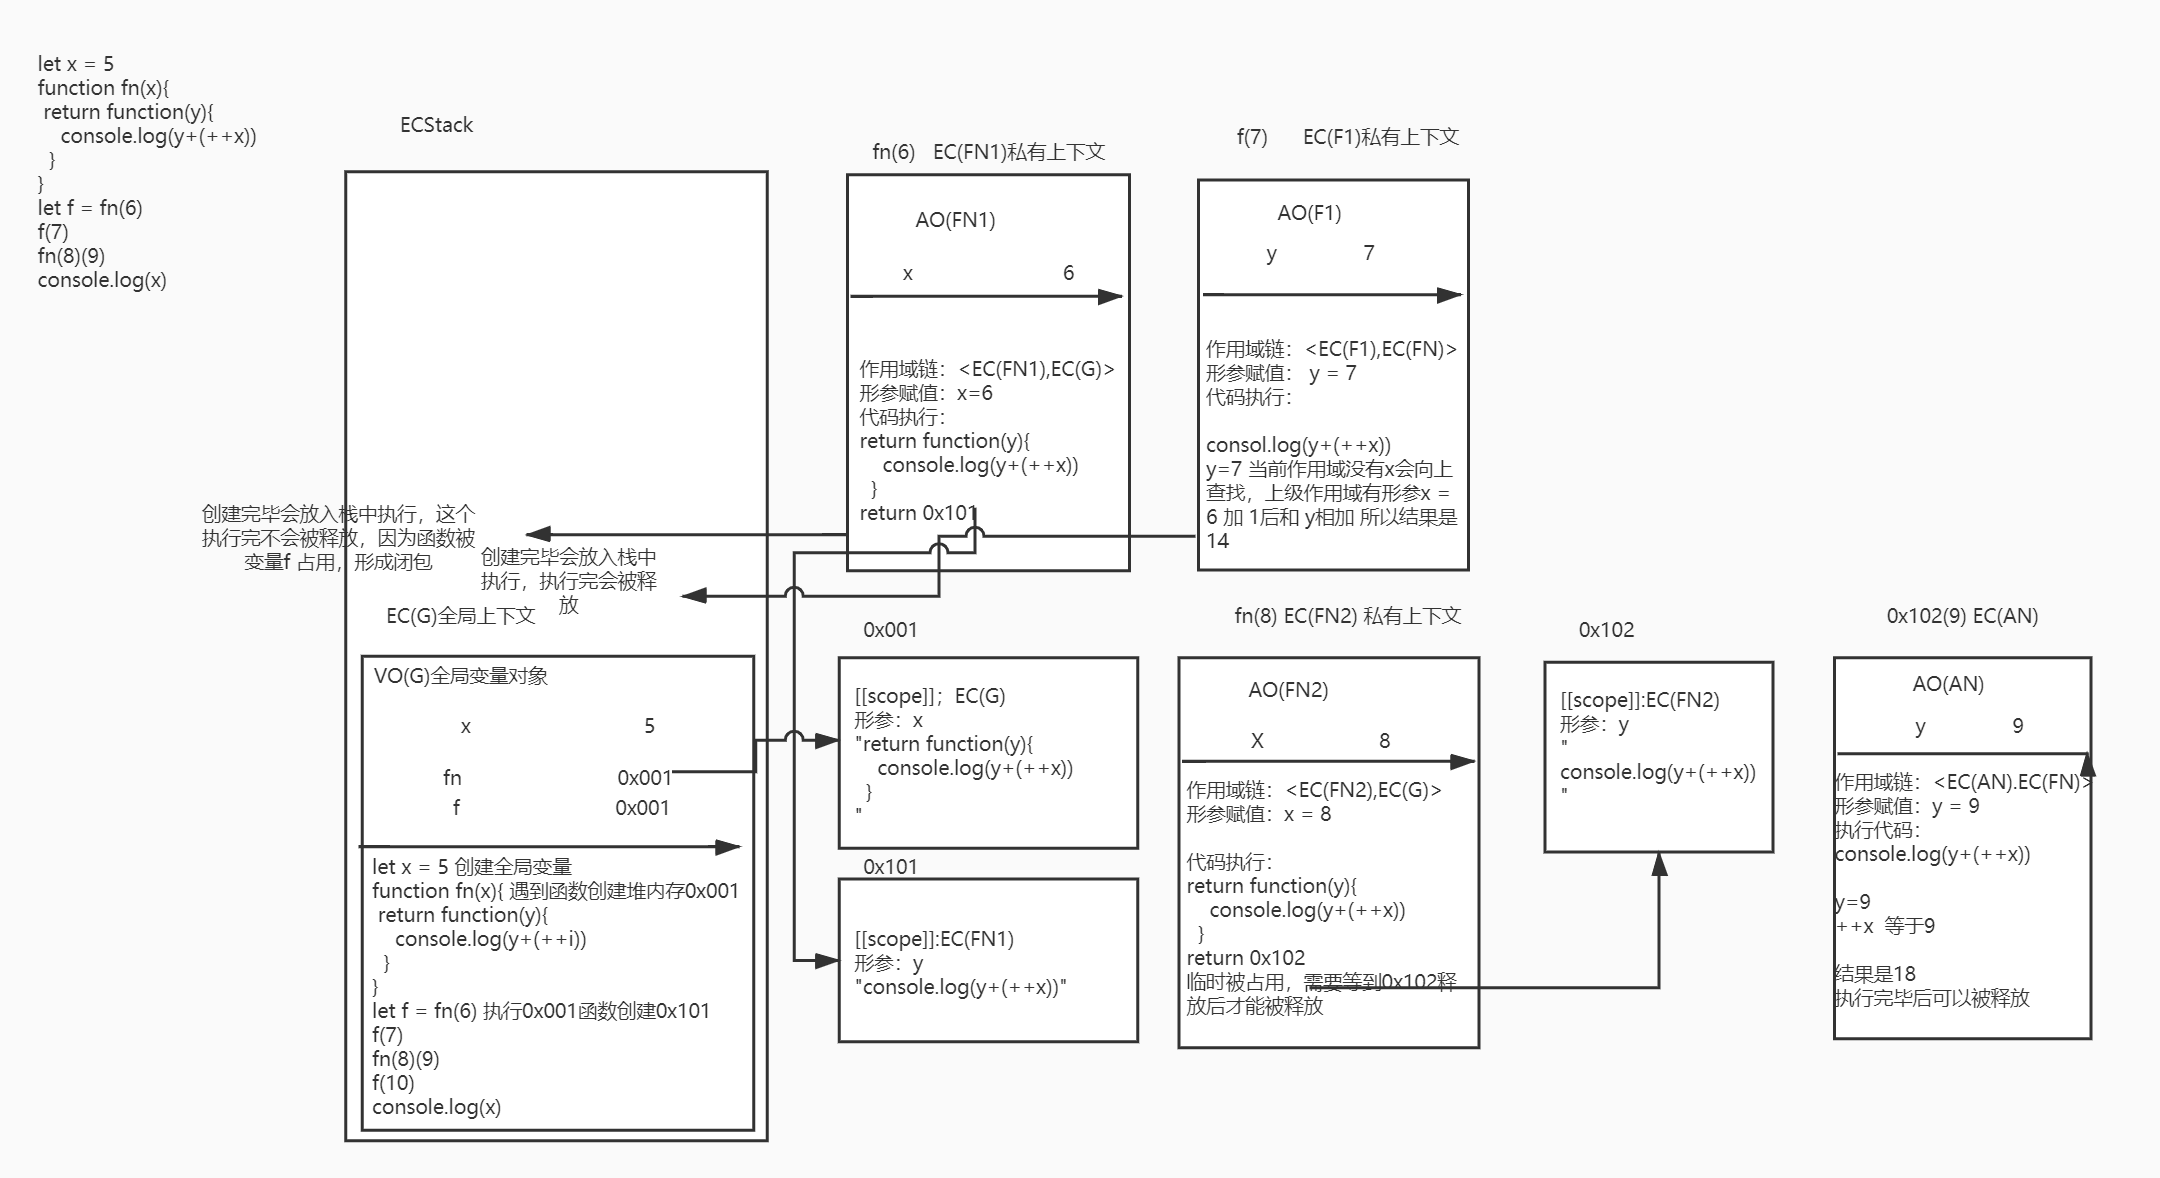 let x = 5
function fn(x){
return function(y){
console.log(y+(++x))
}
}
let f = fn(6)
f(7)
fn(8)(9)
console.log(x)
ECStack
创建完毕会放入栈中执行，这个
执行完不会被释放，因为函数被
变量f 占用，形成闭包
创建完毕会放入栈中
执行，执行完会被释
放
EC(G)全局上下文
VO(G)全局变量对象
x 5
fn 0x001
f 0x001
let x = 5 创建全局变量
function fn(x){ 遇到函数创建堆内存0x001
return function(y){
console.log(y+(++i))
}
}
let f = fn(6) 执行0x001函数创建0x101
f(7)
fn(8)(9)
f(10)
console.log(x)
fn(6) EC(FN1)私有上下文
AO(FN1)
x 6
作用域链：<EC(FN1),EC(G)>
形参赋值：x=6
代码执行：
return function(y){
console.log(y+(++x))
}
return 0x101
f(7) EC(F1)私有上下文
AO(F1)
y 7
作用域链：<EC(F1),EC(FN)>
形参赋值： y = 7
代码执行：
consol.log(y+(++x))
y=7 当前作用域没有x会向上
查找，上级作用域有形参x =
6 加 1后和 y相加 所以结果是
14
0x001
[[scope]]；EC(G)
形参：x
"return function(y){
console.log(y+(++x))
}
"
0x101
[[scope]]:EC(FN1)
形参：y
"console.log(y+(++x))"
fn(8) EC(FN2) 私有上下文
AO(FN2)
X 8
作用域链：<EC(FN2),EC(G)>
形参赋值：x = 8
代码执行：
return function(y){
console.log(y+(++x))
}
return 0x102
临时被占用，需要等到0x102释
放后才能被释放
0x102
[[scope]]:EC(FN2)
形参：y
"
console.log(y+(++x))
"
0x102(9) EC(AN)
AO(AN)
y 9
作用域链：<EC(AN).EC(FN)>
形参赋值：y = 9
执行代码：
console.log(y+(++x))
y=9
++x 等于9
结果是18
执行完毕后可以被释放